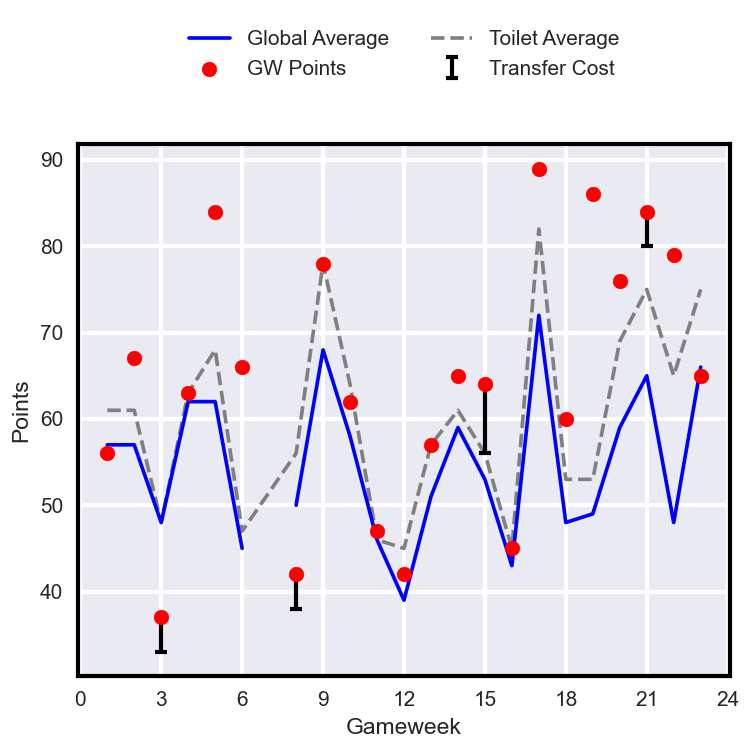 Global Average
GW Points
Toilet Average
Transfer Cost
90
80
70
60
50
40
Points
0 3 6 9 12 15 18 21 24
Gameweek